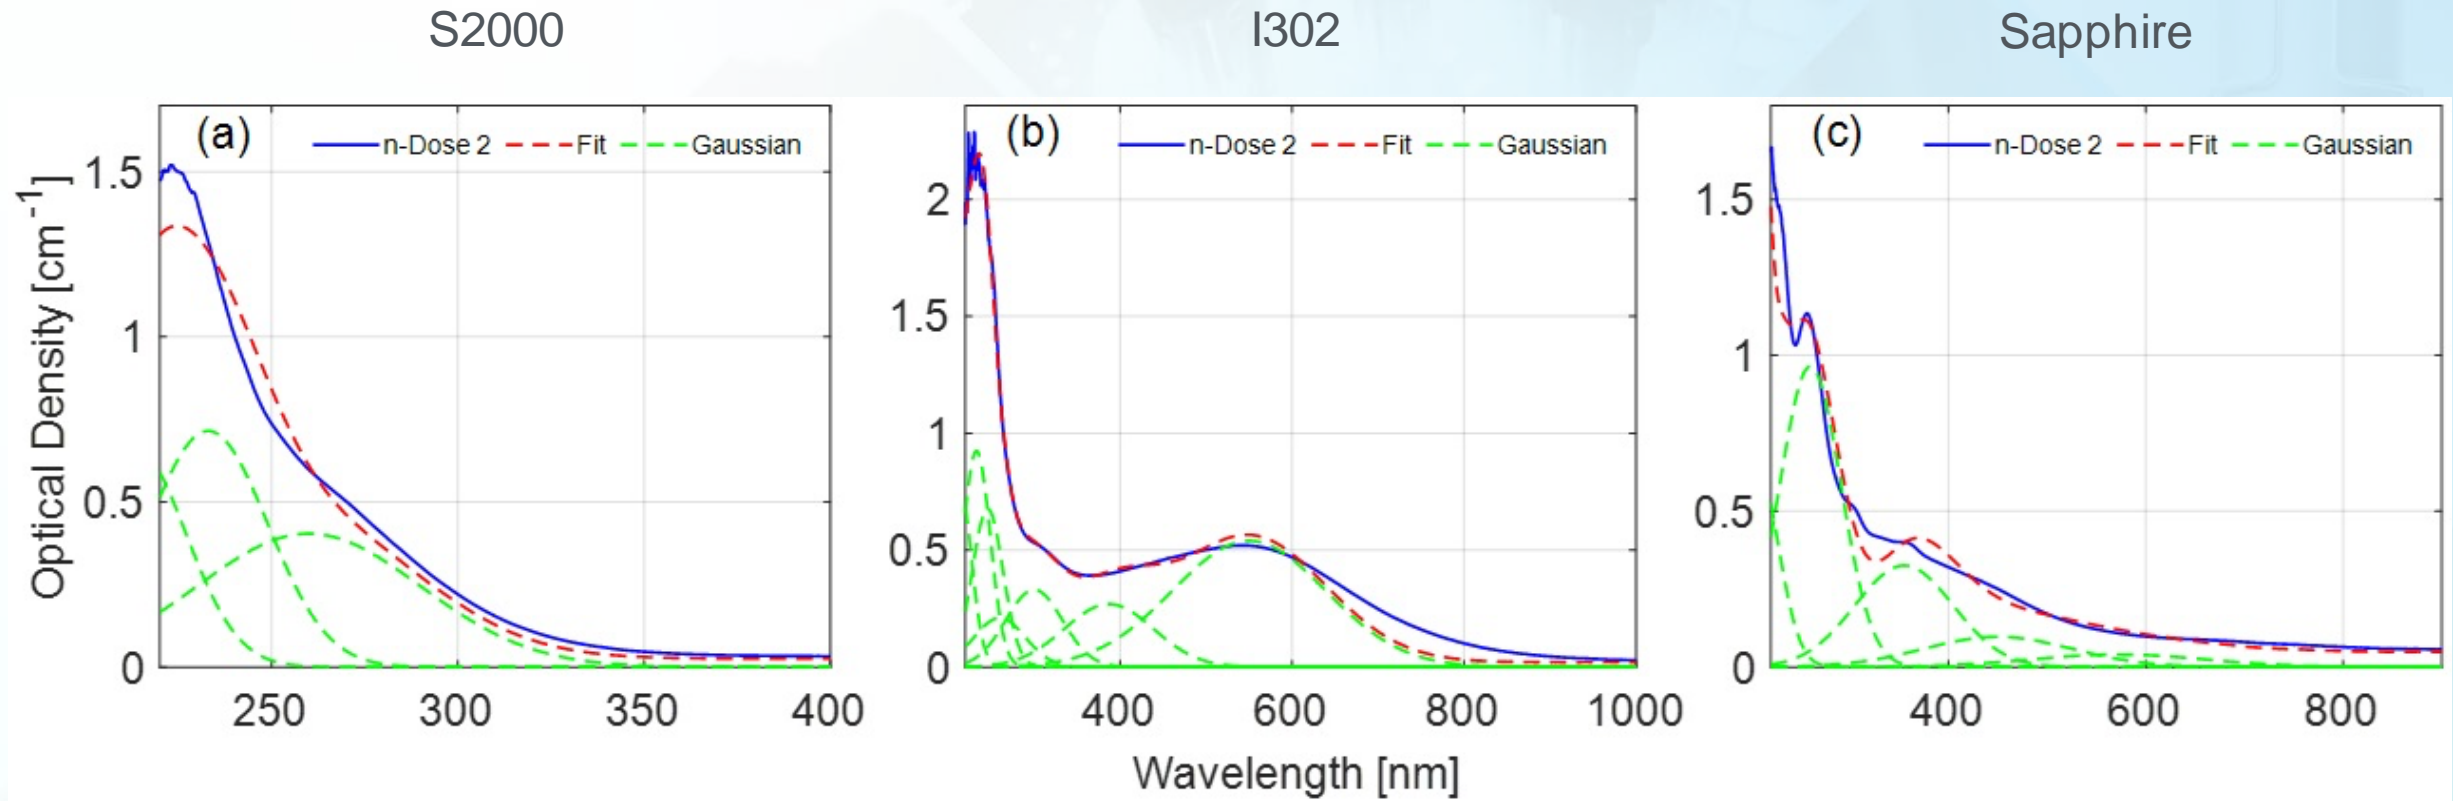 S2000
I302
Sapphire
(a) n-Dose 2 Fit Gaussian
(b) n-Dose 2 Fit Gaussian
(c) n-Dose 2 Fit Gaussian
Optical Density [cm⁻¹]
1.5
1
0.5
0
250 300 350 400
2
1.5
1
0.5
0
400 600 800 1000
1.5
1
0.5
0
400 600 800
Wavelength [nm]